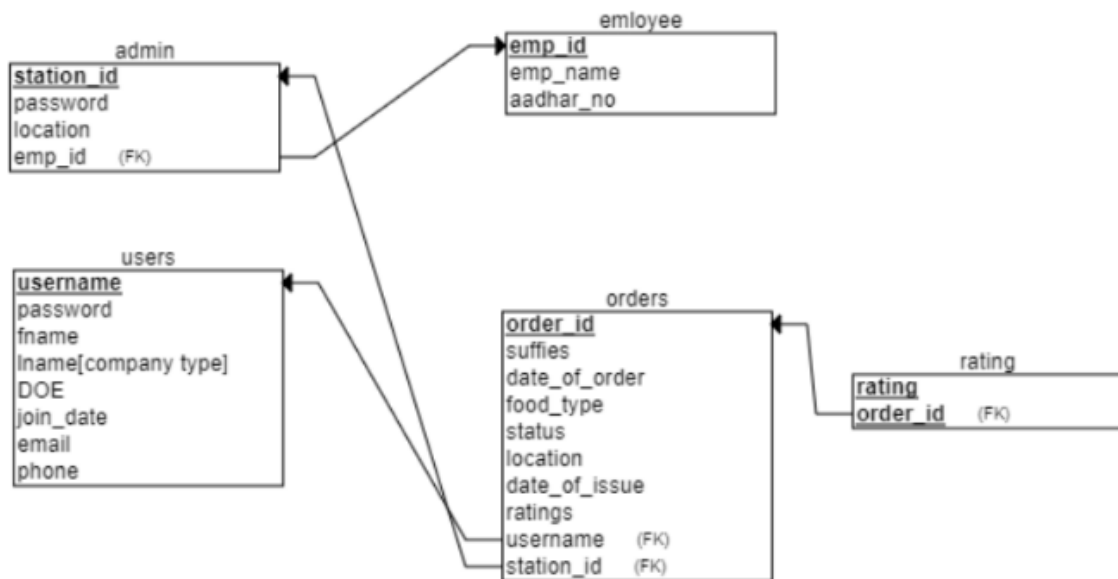 admin
station_id
password
location
emp_id (FK)
emloyee
emp_id
emp_name
aadhar_no
users
username
password
fname
lname[company type]
DOE
join_date
email
phone
orders
order_id
suffies
date_of_order
food_type
status
location
date_of_issue
ratings
username (FK)
station_id (FK)
rating
rating
order_id (FK)